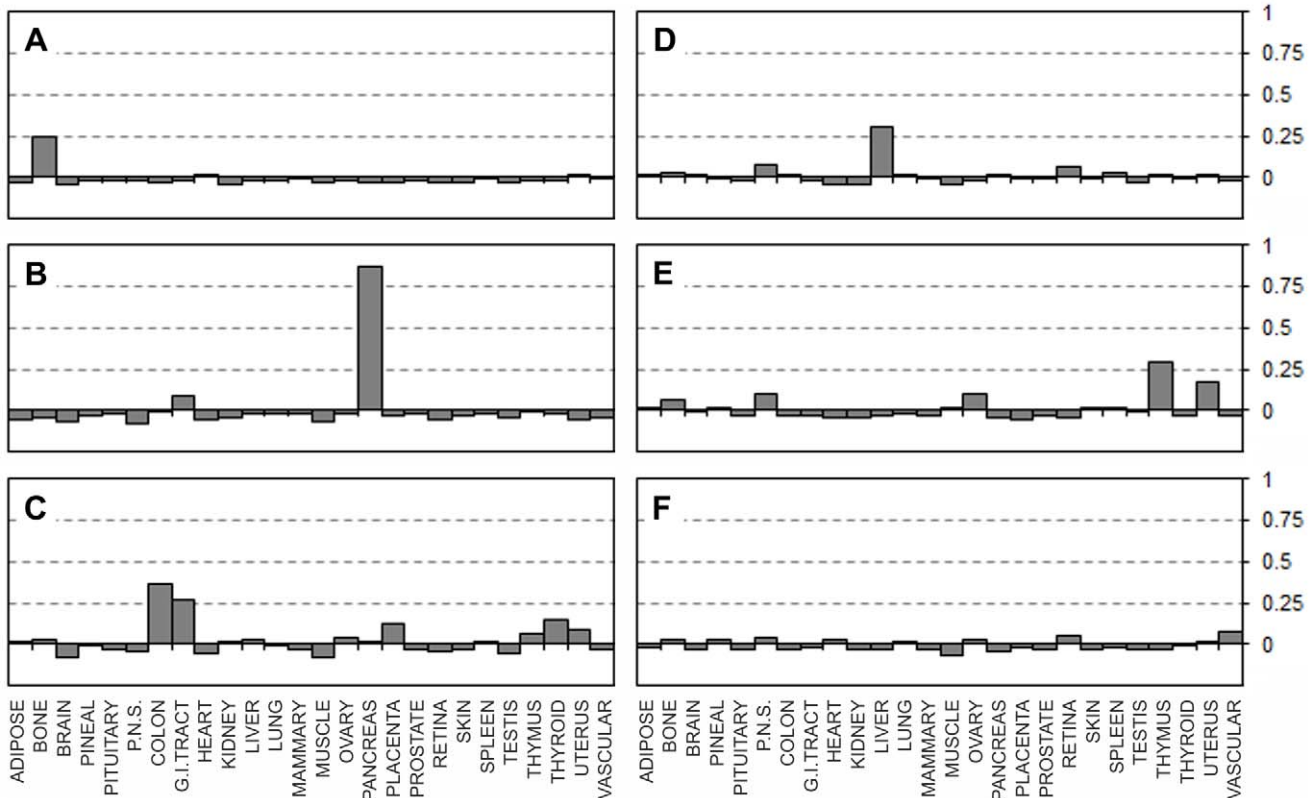 A
D
1
0.75
0.5
0.25
0
B
E
1
0.75
0.5
0.25
0
C
F
1
0.75
0.5
0.25
0
ADIPOSE
BONE
BRAIN
PINEAL
PITUITARY
P.N.S.
COLON
G.I.TRACT
HEART
KIDNEY
LIVER
LUNG
MAMMARY
MUSCLE
OVARY
PANCREAS
PLACENTA
PROSTATE
RETINA
SKIN
SPLEEN
TESTIS
THYMUS
THYROID
UTERUS
VASCULAR
ADIPOSE
BONE
BRAIN
PINEAL
PITUITARY
P.N.S.
COLON
G.I.TRACT
HEART
KIDNEY
LIVER
LUNG
MAMMARY
MUSCLE
OVARY
PANCREAS
PLACENTA
PROSTATE
RETINA
SKIN
SPLEEN
TESTIS
THYMUS
THYROID
UTERUS
VASCULAR